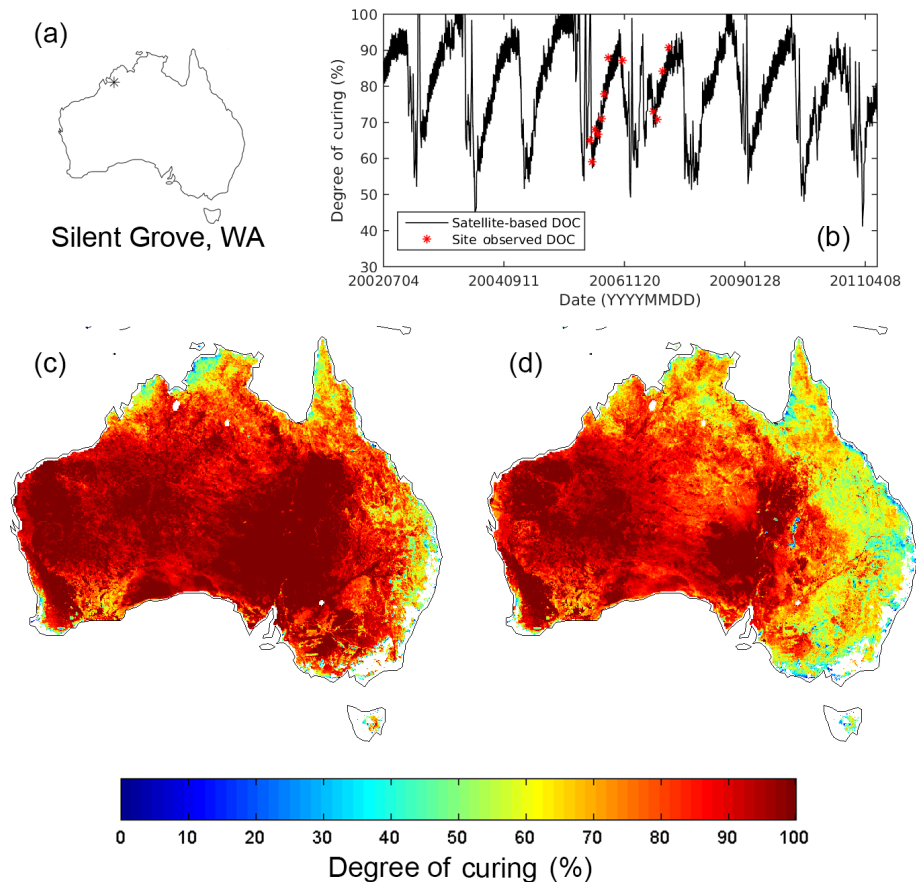 (a)
Silent Grove, WA
Degree of curing (%)
100
90
80
70
60
50
40
30
Satellite-based DOC
Site observed DOC
(b)
20020704 20040911 20061120 20090128 20110408
Date (YYYYMMDD)
(c)
(d)
0 10 20 30 40 50 60 70 80 90 100
Degree of curing (%)